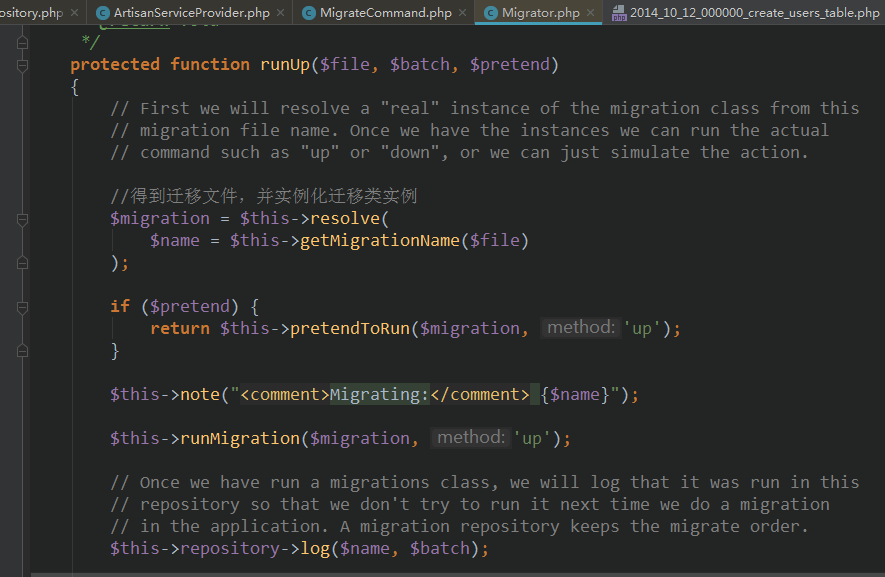 ository.php × ArtisanServiceProvider.php × MigrateCommand.php × Migrator.php × 2014_10_12_000000_create_users_table.php
*/
protected function runUp($file, $batch, $pretend)
{
// First we will resolve a "real" instance of the migration class from this
// migration file name. Once we have the instances we can run the actual
// command such as "up" or "down", or we can just simulate the action.
//得到迁移文件，并实例化迁移类实例
$migration = $this->resolve(
$name = $this->getMigrationName($file)
);
if ($pretend) {
return $this->pretendToRun($migration, method: 'up');
}
$this->note("<comment>Migrating:</comment> {$name}");
$this->runMigration($migration, method: 'up');
// Once we have run a migrations class, we will log that it was run in this
// repository so that we don't try to run it next time we do a migration
// in the application. A migration repository keeps the migrate order.
$this->repository->log($name, $batch);